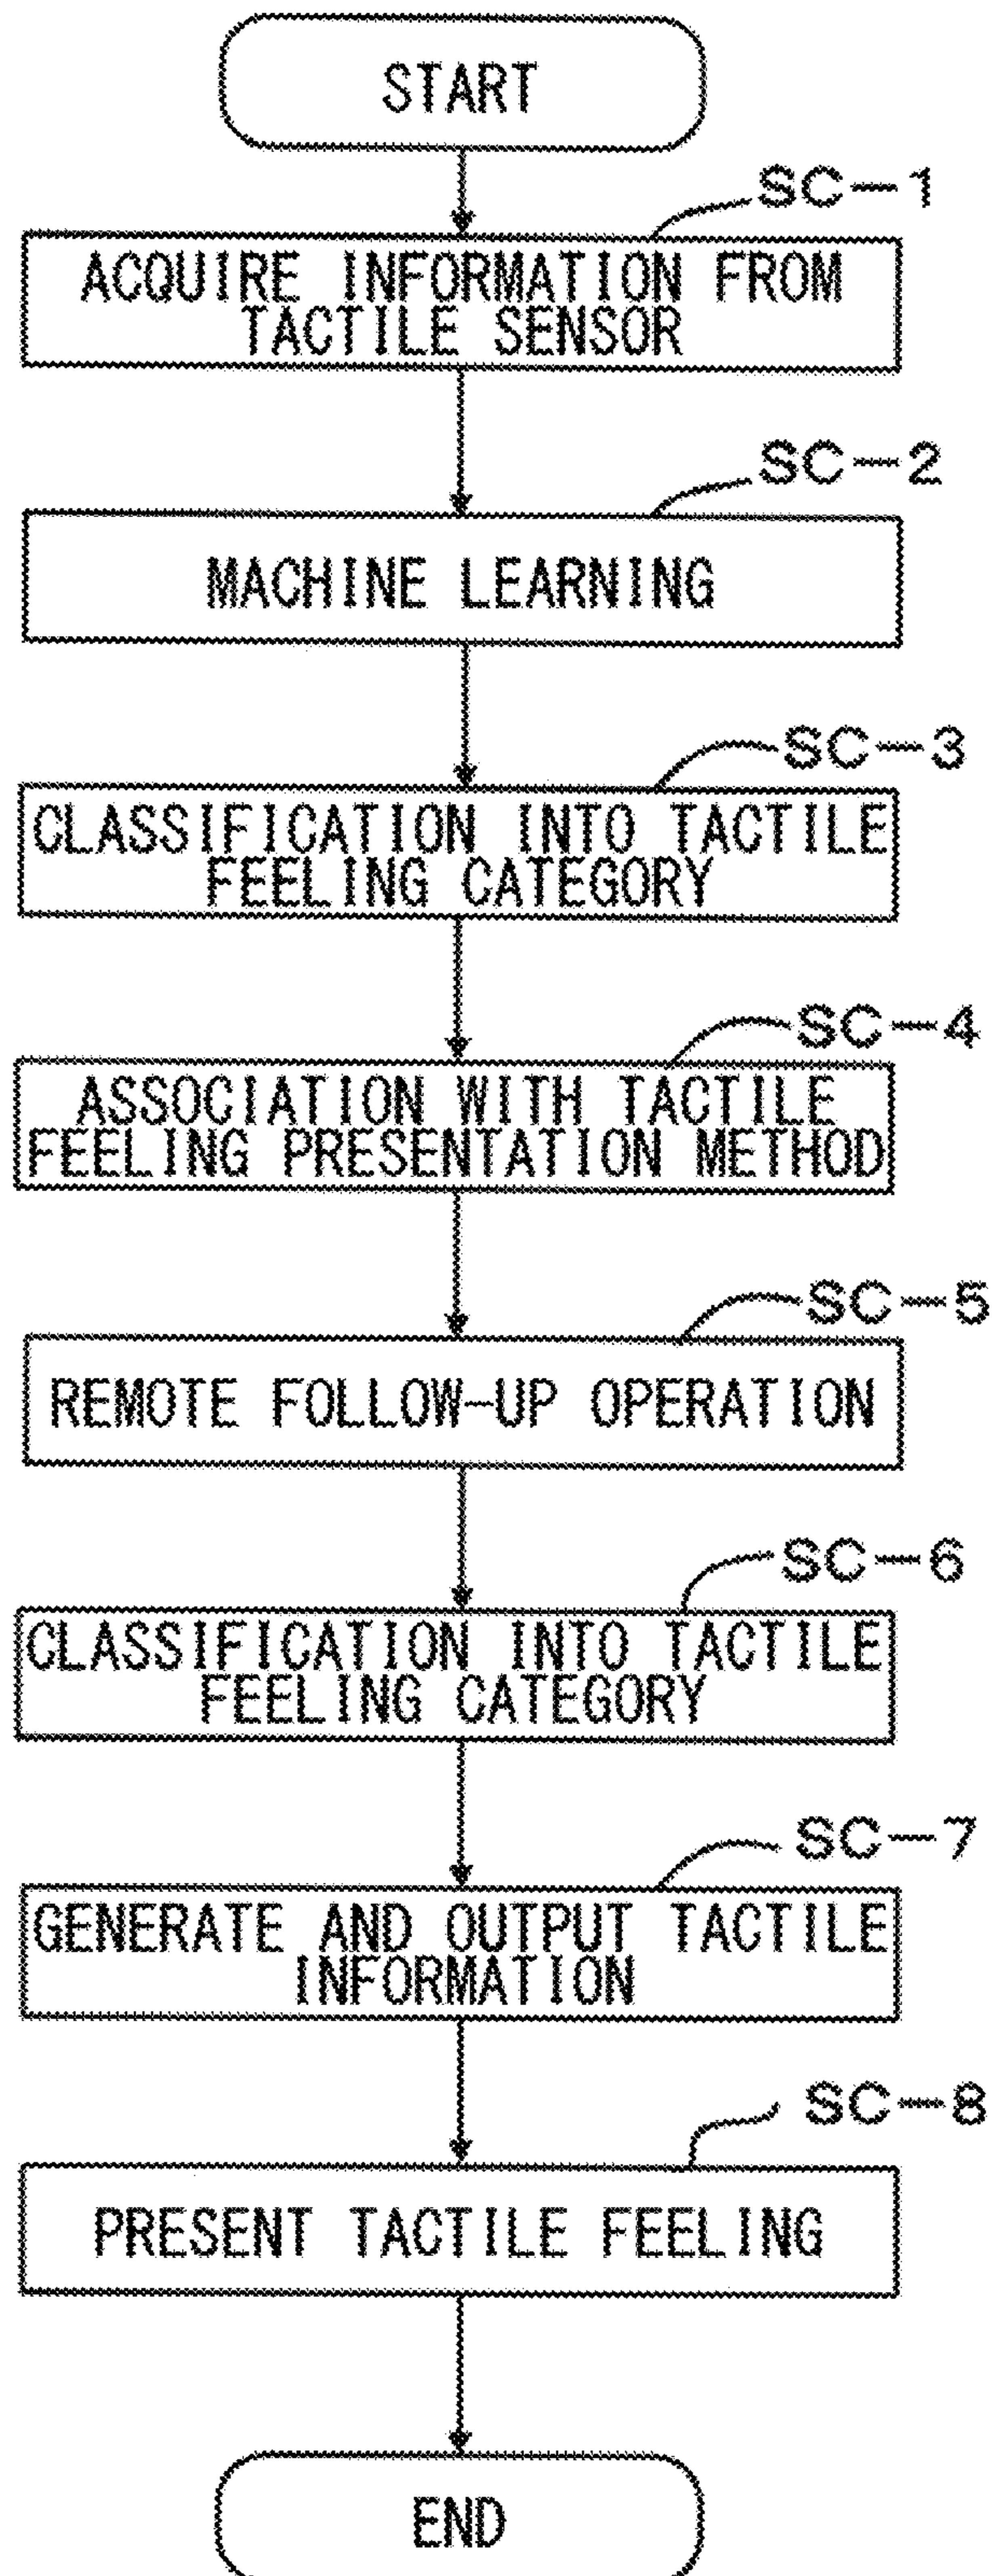 START
SC-1
ACQUIRE INFORMATION FROM
TACTILE SENSOR
SC-2
MACHINE LEARNING
SC-3
CLASSIFICATION INTO TACTILE
FEELING CATEGORY
SC-4
ASSOCIATION WITH TACTILE
FEELING PRESENTATION METHOD
SC-5
REMOTE FOLLOW-UP OPERATION
SC-6
CLASSIFICATION INTO TACTILE
FEELING CATEGORY
SC-7
GENERATE AND OUTPUT TACTILE
INFORMATION
SC-8
PRESENT TACTILE FEELING
END